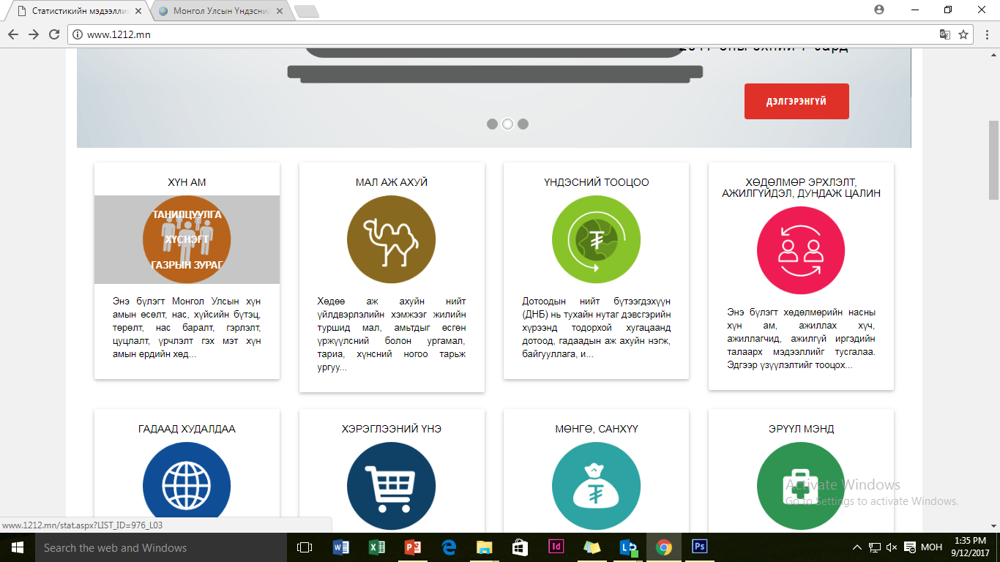 Статистикийн мэдээлли
Монгол Улсын Үндэсни
www.1212.mn
ДЭЛГЭРЭНГҮЙ
ХҮН АМ
ТАНИЛЦУУЛГА
ХҮСНЭГТ
ГАЗРЫН ЗУРАГ
Энэ бүлэгт Монгол Улсын хүн
амын өсөлт, нас, хүйсийн бүтэц,
төрөлт, нас баралт, гэрлэлт,
цуцлалт, үрчлэлт гэх мэт хүн
амын ердийн хөд...
МАЛ АЖ АХУЙ
Хөдөө аж ахуйн нийт
үйлдвэрлэлийн хэмжээг жилийн
туршид мал, амьтдыг өсгөн
үржүүлсний болон ургамал,
тариа, хүнсний ногоо тарьж
ургуу...
ҮНДЭСНИЙ ТООЦОО
Дотоодын нийт бүтээгдэхүүн
(ДНБ) нь тухайн нутаг дэвсгэрийн
хүрээнд тодорхой хугацаанд
дотоод, гадаадын аж ахуйн нэгж,
байгууллага, и...
ХӨДӨЛМӨР ЭРХЛЭЛТ,
АЖИЛГҮЙДЭЛ, ДУНДАЖ ЦАЛИН
Энэ бүлэгт хөдөлмөрийн насны
хүн ам, ажиллах хүч,
ажиллагчид, ажилгүй иргэдийн
талаарх мэдээллийг тусгалаа.
Эдгээр үзүүлэлтийг тооцох...
ГАДААД ХУДАЛДАА
ХЭРЭГЛЭЭНИЙ ҮНЭ
МӨНГӨ, САНХҮҮ
ЭРҮҮЛ МЭНД
Activate Windows
Go to Settings to activate Windows.
www.1212.mn/stat.aspx?LIST_ID=976_L03
Search the web and Windows
МОН
1:35 PM
9/12/2017